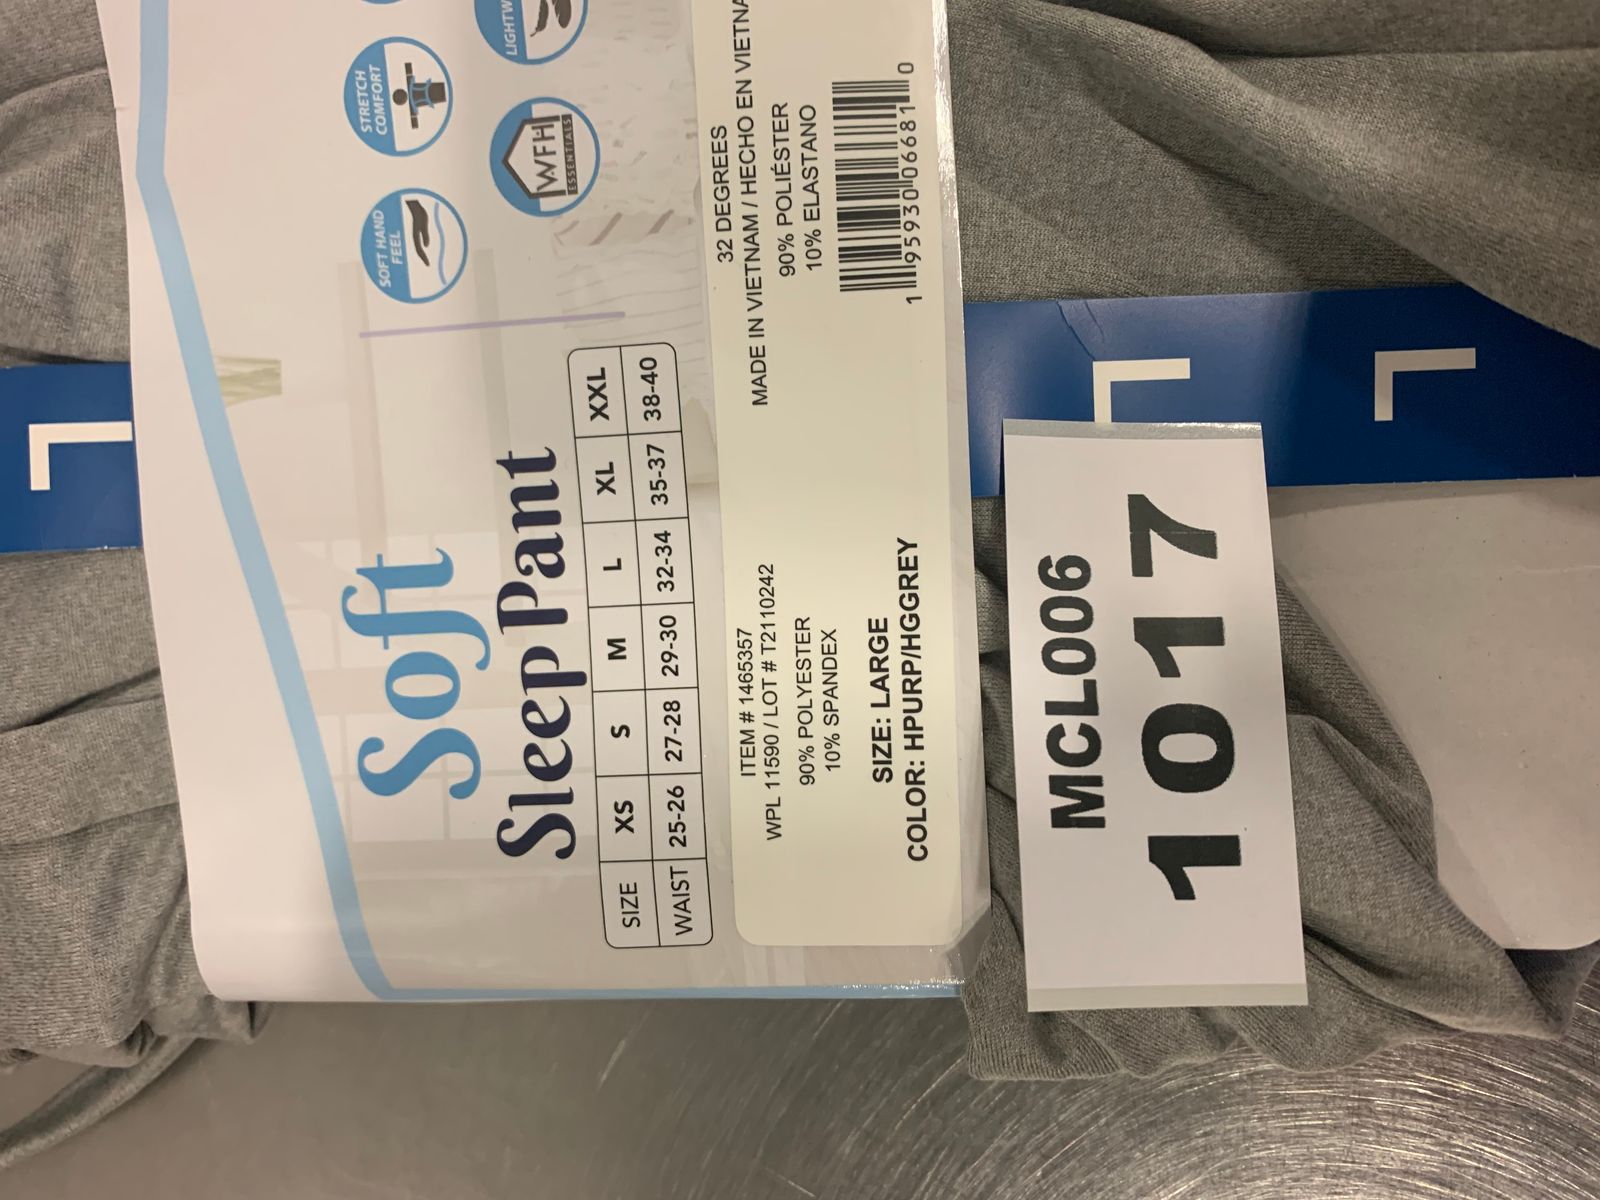 STRETCH
COMFORT
SOFT HAND
FEEL
WFH
ESSENTIALS
Soft
Sleep Pant
SIZE XS S M L XL XXL
WAIST 25-26 27-28 29-30 32-34 35-37 38-40
32 DEGREES
MADE IN VIETNAM / HECHO EN
90% POLIÉSTER
10% ELASTANO
ITEM # 1465357
WPL 11590 / LOT # T2110242
90% POLYESTER
10% SPANDEX
SIZE: LARGE
COLOR: HPURP/HGGREY
1 95930 06681 0
L
L
L
MCL006
1017